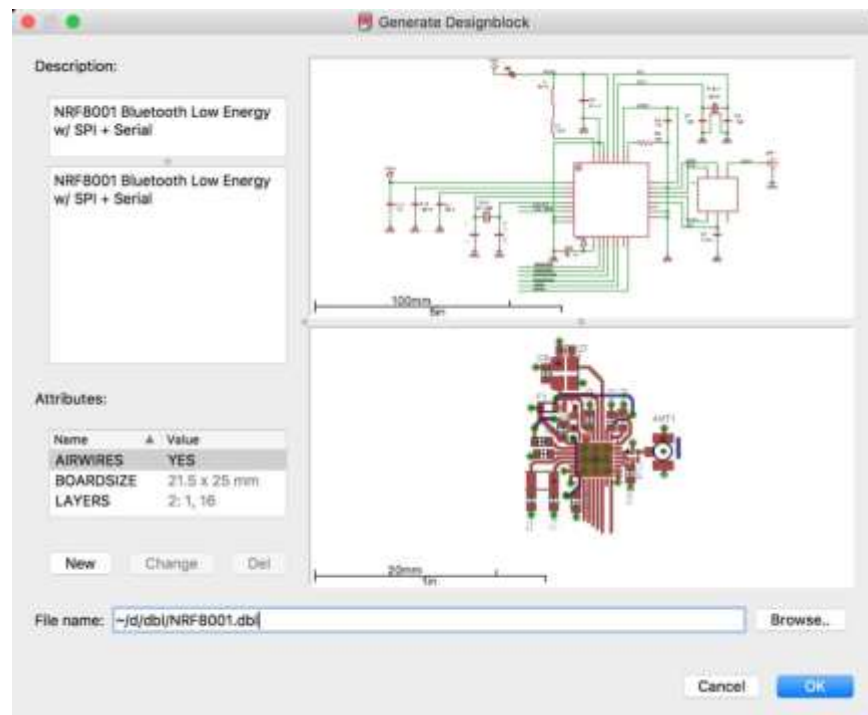 Generate Designblock
Description:
NRF8001 Bluetooth Low Energy
w/ SPI + Serial
NRF8001 Bluetooth Low Energy
w/ SPI + Serial
100mm
5in
Attributes:
Name Value
AIRWIRES YES
BOARDSIZE 21.5 x 25 mm
LAYERS 2: 1, 16
ANT1
New Change Del
20mm
1in
File name: ~/d/dbl/NRF8001.dbl
Browse..
Cancel OK